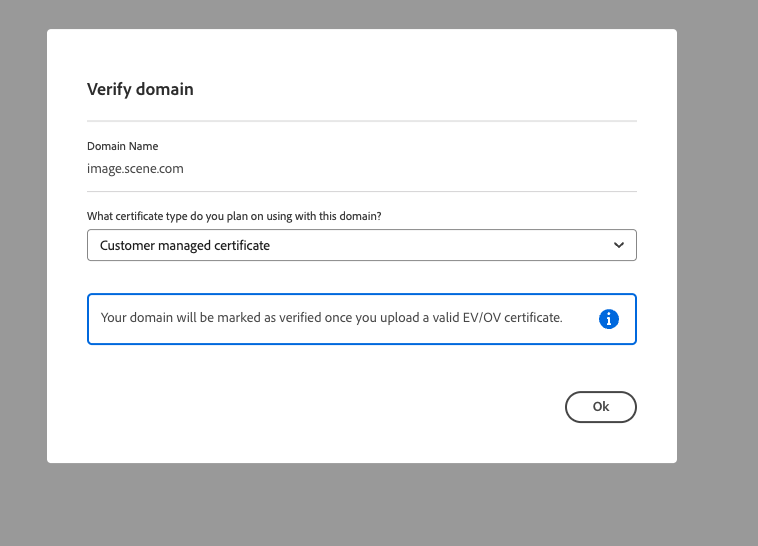 Verify domain
Domain Name
image.scene.com
What certificate type do you plan on using with this domain?
Customer managed certificate
Your domain will be marked as verified once you upload a valid EV/OV certificate.
Ok